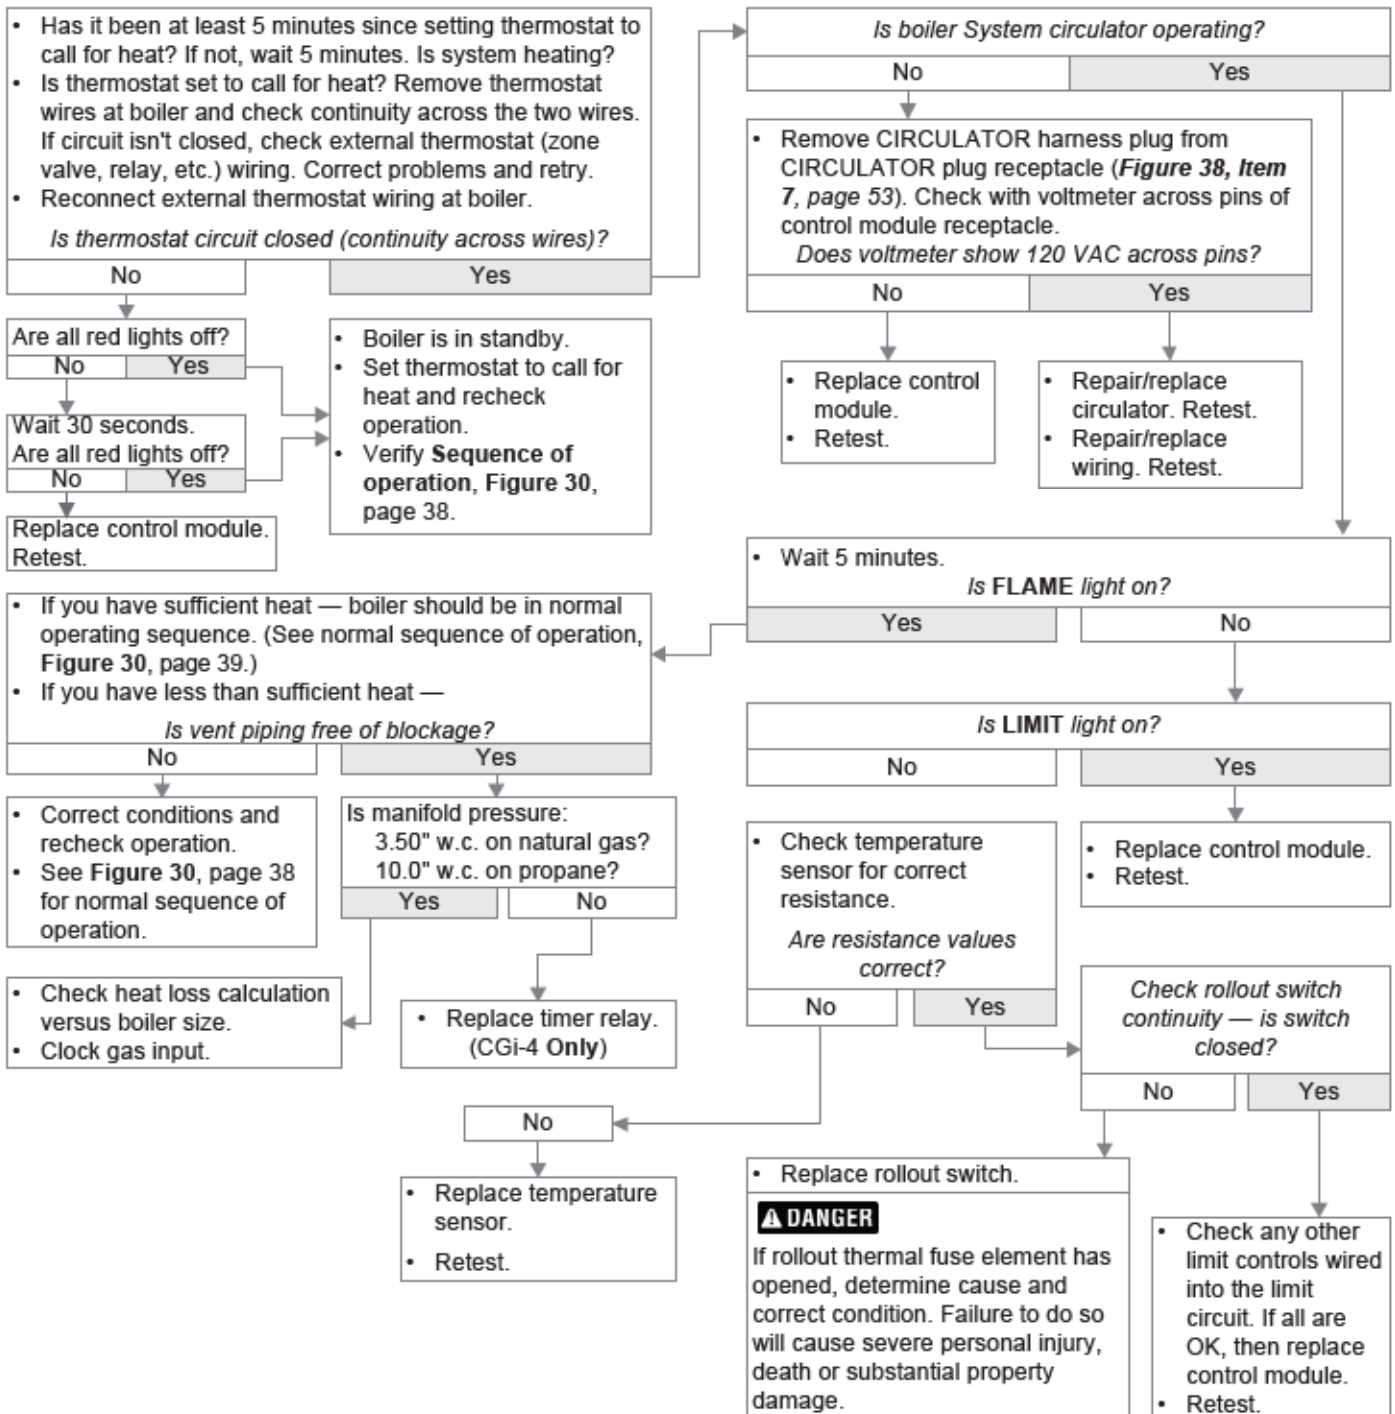 • Has it been at least 5 minutes since setting thermostat to
call for heat? If not, wait 5 minutes. Is system heating?
• Is thermostat set to call for heat? Remove thermostat
wires at boiler and check continuity across the two wires.
If circuit isn't closed, check external thermostat (zone
valve, relay, etc.) wiring. Correct problems and retry.
• Reconnect external thermostat wiring at boiler.
Is thermostat circuit closed (continuity across wires)?
No
Yes
Are all red lights off?
No
Yes
Wait 30 seconds.
Are all red lights off?
No
Yes
Replace control module.
Retest.
• Boiler is in standby.
• Set thermostat to call for
heat and recheck
operation.
• Verify Sequence of
operation, Figure 30,
page 38.
Is boiler System circulator operating?
No
Yes
• Remove CIRCULATOR harness plug from
CIRCULATOR plug receptacle (Figure 38, Item
7, page 53). Check with voltmeter across pins of
control module receptacle.
Does voltmeter show 120 VAC across pins?
No
Yes
• Replace control
module.
• Retest.
• Repair/replace
circulator. Retest.
• Repair/replace
wiring. Retest.
• Wait 5 minutes.
Is FLAME light on?
Yes
No
• If you have sufficient heat — boiler should be in normal
operating sequence. (See normal sequence of operation,
Figure 30, page 39.)
• If you have less than sufficient heat —
Is vent piping free of blockage?
No
Yes
• Correct conditions and
recheck operation.
• See Figure 30, page 38
for normal sequence of
operation.
Is manifold pressure:
3.50" w.c. on natural gas?
10.0" w.c. on propane?
Yes
No
• Check heat loss calculation
versus boiler size.
• Clock gas input.
• Replace timer relay.
(CGi-4 Only)
Is LIMIT light on?
No
Yes
• Check temperature
sensor for correct
resistance.
Are resistance values
correct?
No
Yes
• Replace control module.
• Retest.
Check rollout switch
continuity — is switch
closed?
No
Yes
No
• Replace temperature
sensor.
• Retest.
• Replace rollout switch.
DANGER
If rollout thermal fuse element has
opened, determine cause and
correct condition. Failure to do so
will cause severe personal injury,
death or substantial property
damage.
• Check any other
limit controls wired
into the limit
circuit. If all are
OK, then replace
control module.
• Retest.